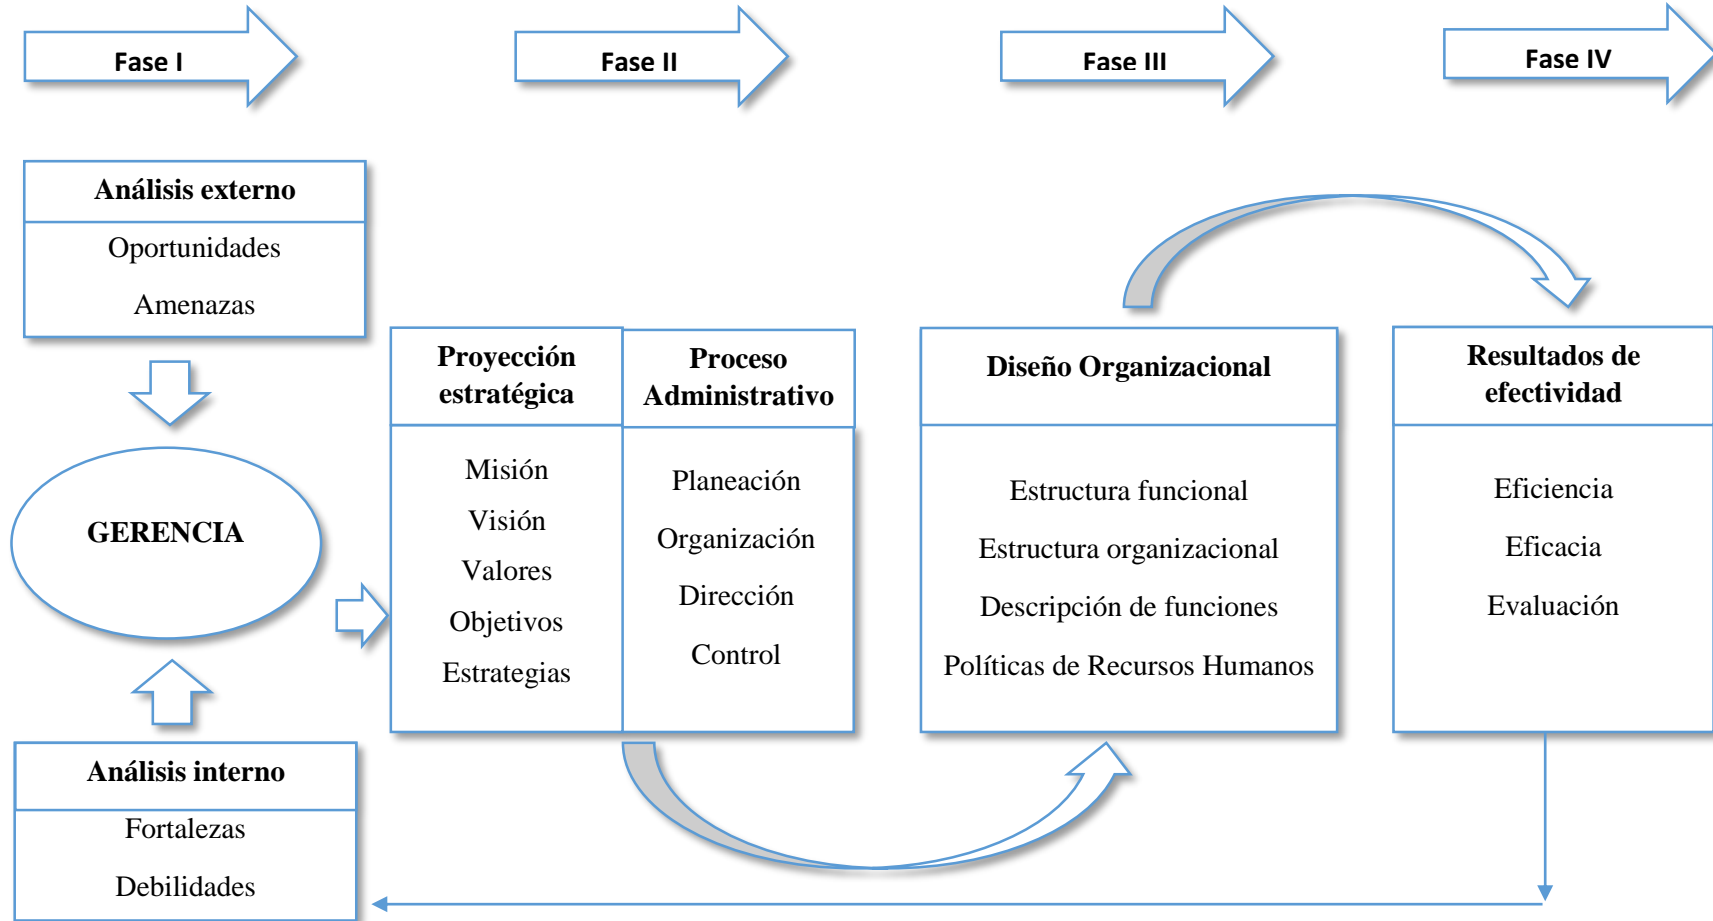 Fase I
Fase II
Fase III
Fase IV
Análisis externo
Oportunidades
Amenazas
GERENCIA
Análisis interno
Fortalezas
Debilidades
Proyección
estratégica
Misión
Visión
Valores
Objetivos
Estrategias
Proceso
Administrativo
Planeación
Organización
Dirección
Control
Diseño Organizacional
Estructura funcional
Estructura organizacional
Descripción de funciones
Políticas de Recursos Humanos
Resultados de
efectividad
Eficiencia
Eficacia
Evaluación